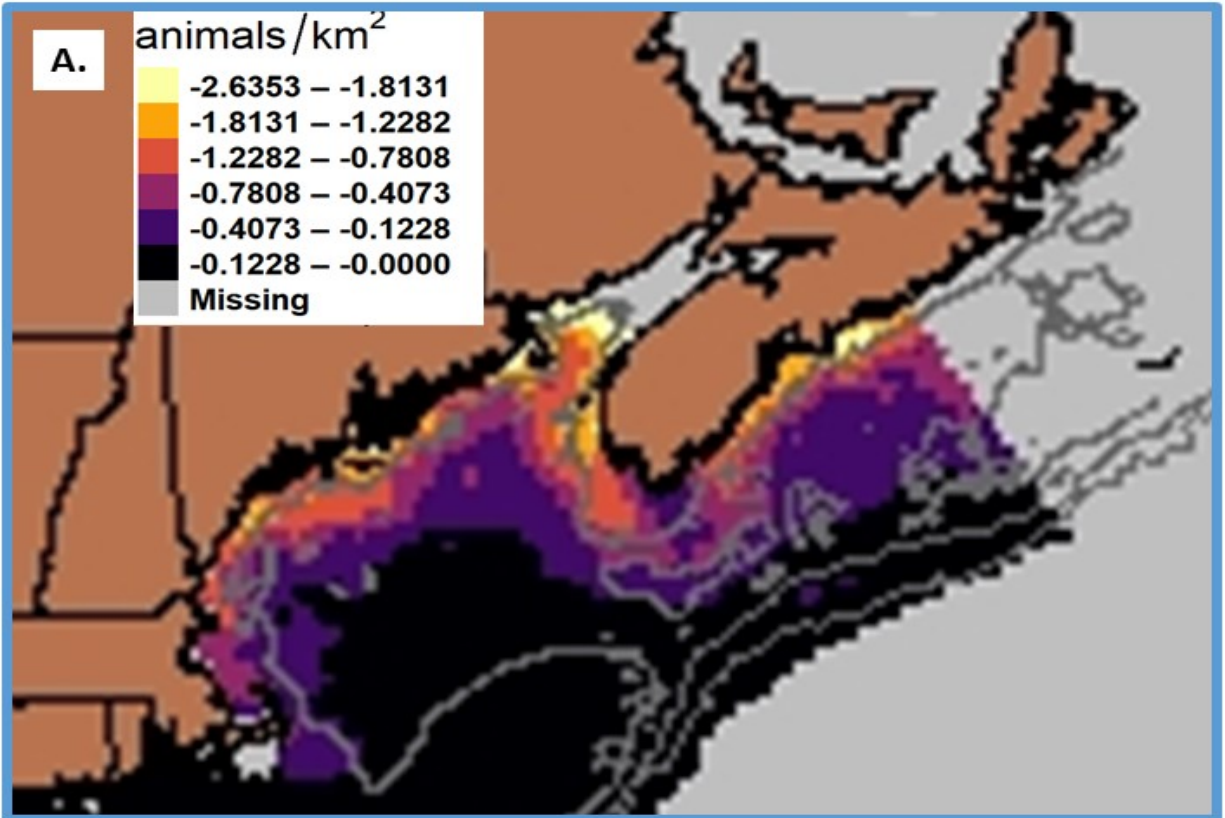 A.
animals/km²
-2.6353 – -1.8131
-1.8131 – -1.2282
-1.2282 – -0.7808
-0.7808 – -0.4073
-0.4073 – -0.1228
-0.1228 – -0.0000
Missing